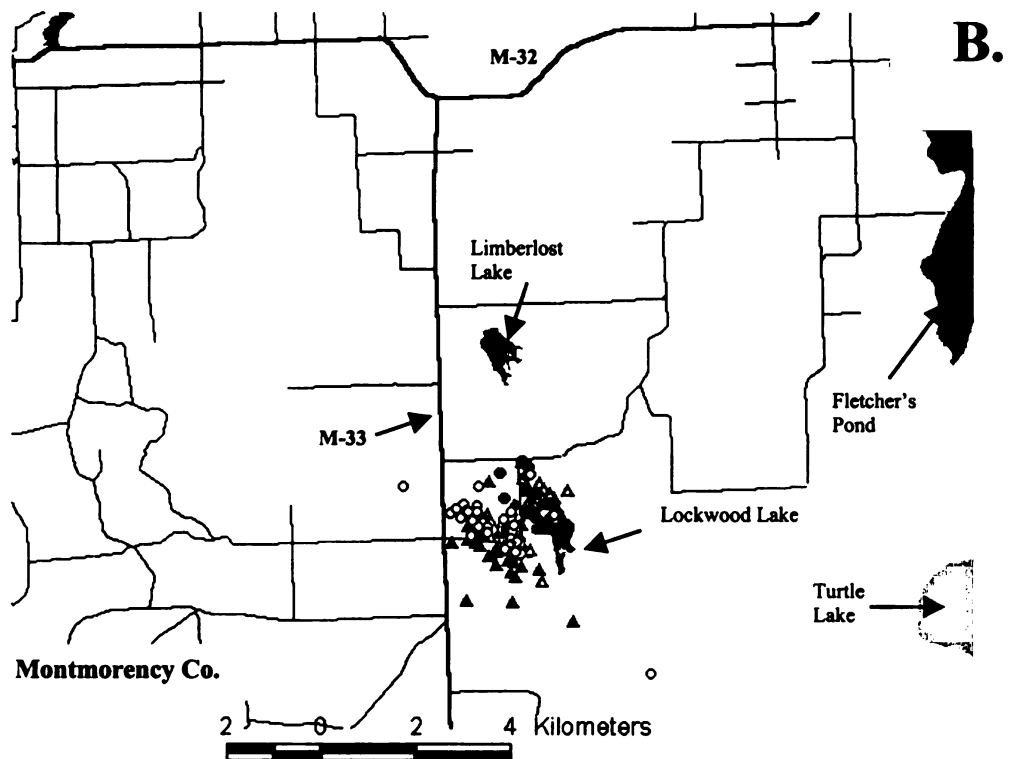 B.
M-32
Limberlost
Lake
Fletcher's
Pond
M-33
Lockwood Lake
Turtle
Lake
Montmorency Co.
2 0 2 4 Kilometers